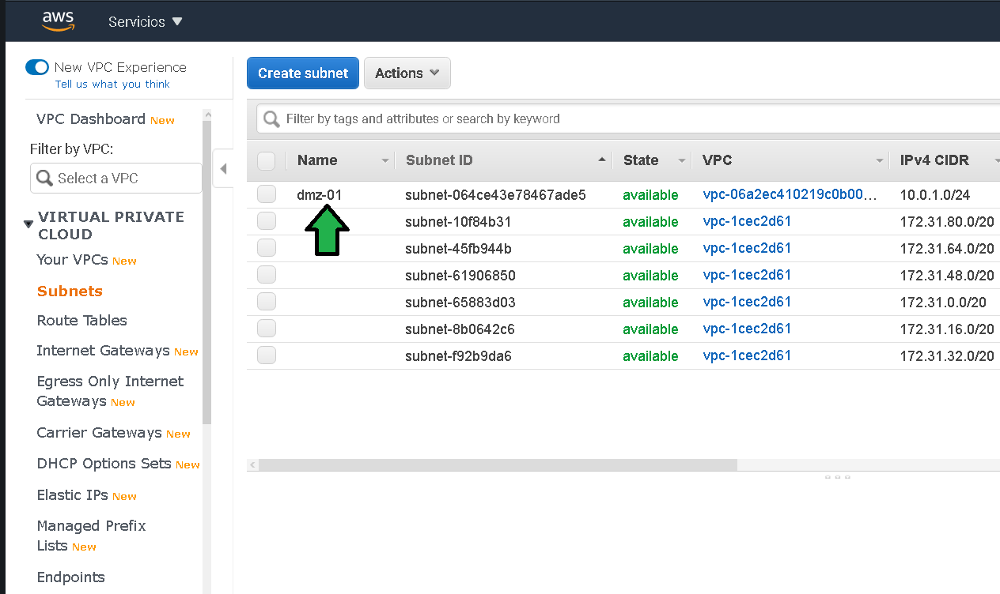 aws Servicios
New VPC Experience
Tell us what you think
VPC Dashboard New
Filter by VPC:
Select a VPC
VIRTUAL PRIVATE
CLOUD
Your VPCs New
Subnets
Route Tables
Internet Gateways New
Egress Only Internet
Gateways New
Carrier Gateways New
DHCP Options Sets New
Elastic IPs New
Managed Prefix
Lists New
Endpoints
Create subnet Actions
Filter by tags and attributes or search by keyword
Name Subnet ID State VPC IPv4 CIDR
dmz-01 subnet-064ce43e78467ade5 available vpc-06a2ec410219c0b00... 10.0.1.0/24
subnet-10f84b31 available vpc-1cec2d61 172.31.80.0/20
subnet-45fb944b available vpc-1cec2d61 172.31.64.0/20
subnet-61906850 available vpc-1cec2d61 172.31.48.0/20
subnet-65883d03 available vpc-1cec2d61 172.31.0.0/20
subnet-8b0642c6 available vpc-1cec2d61 172.31.16.0/20
subnet-f92b9da6 available vpc-1cec2d61 172.31.32.0/20